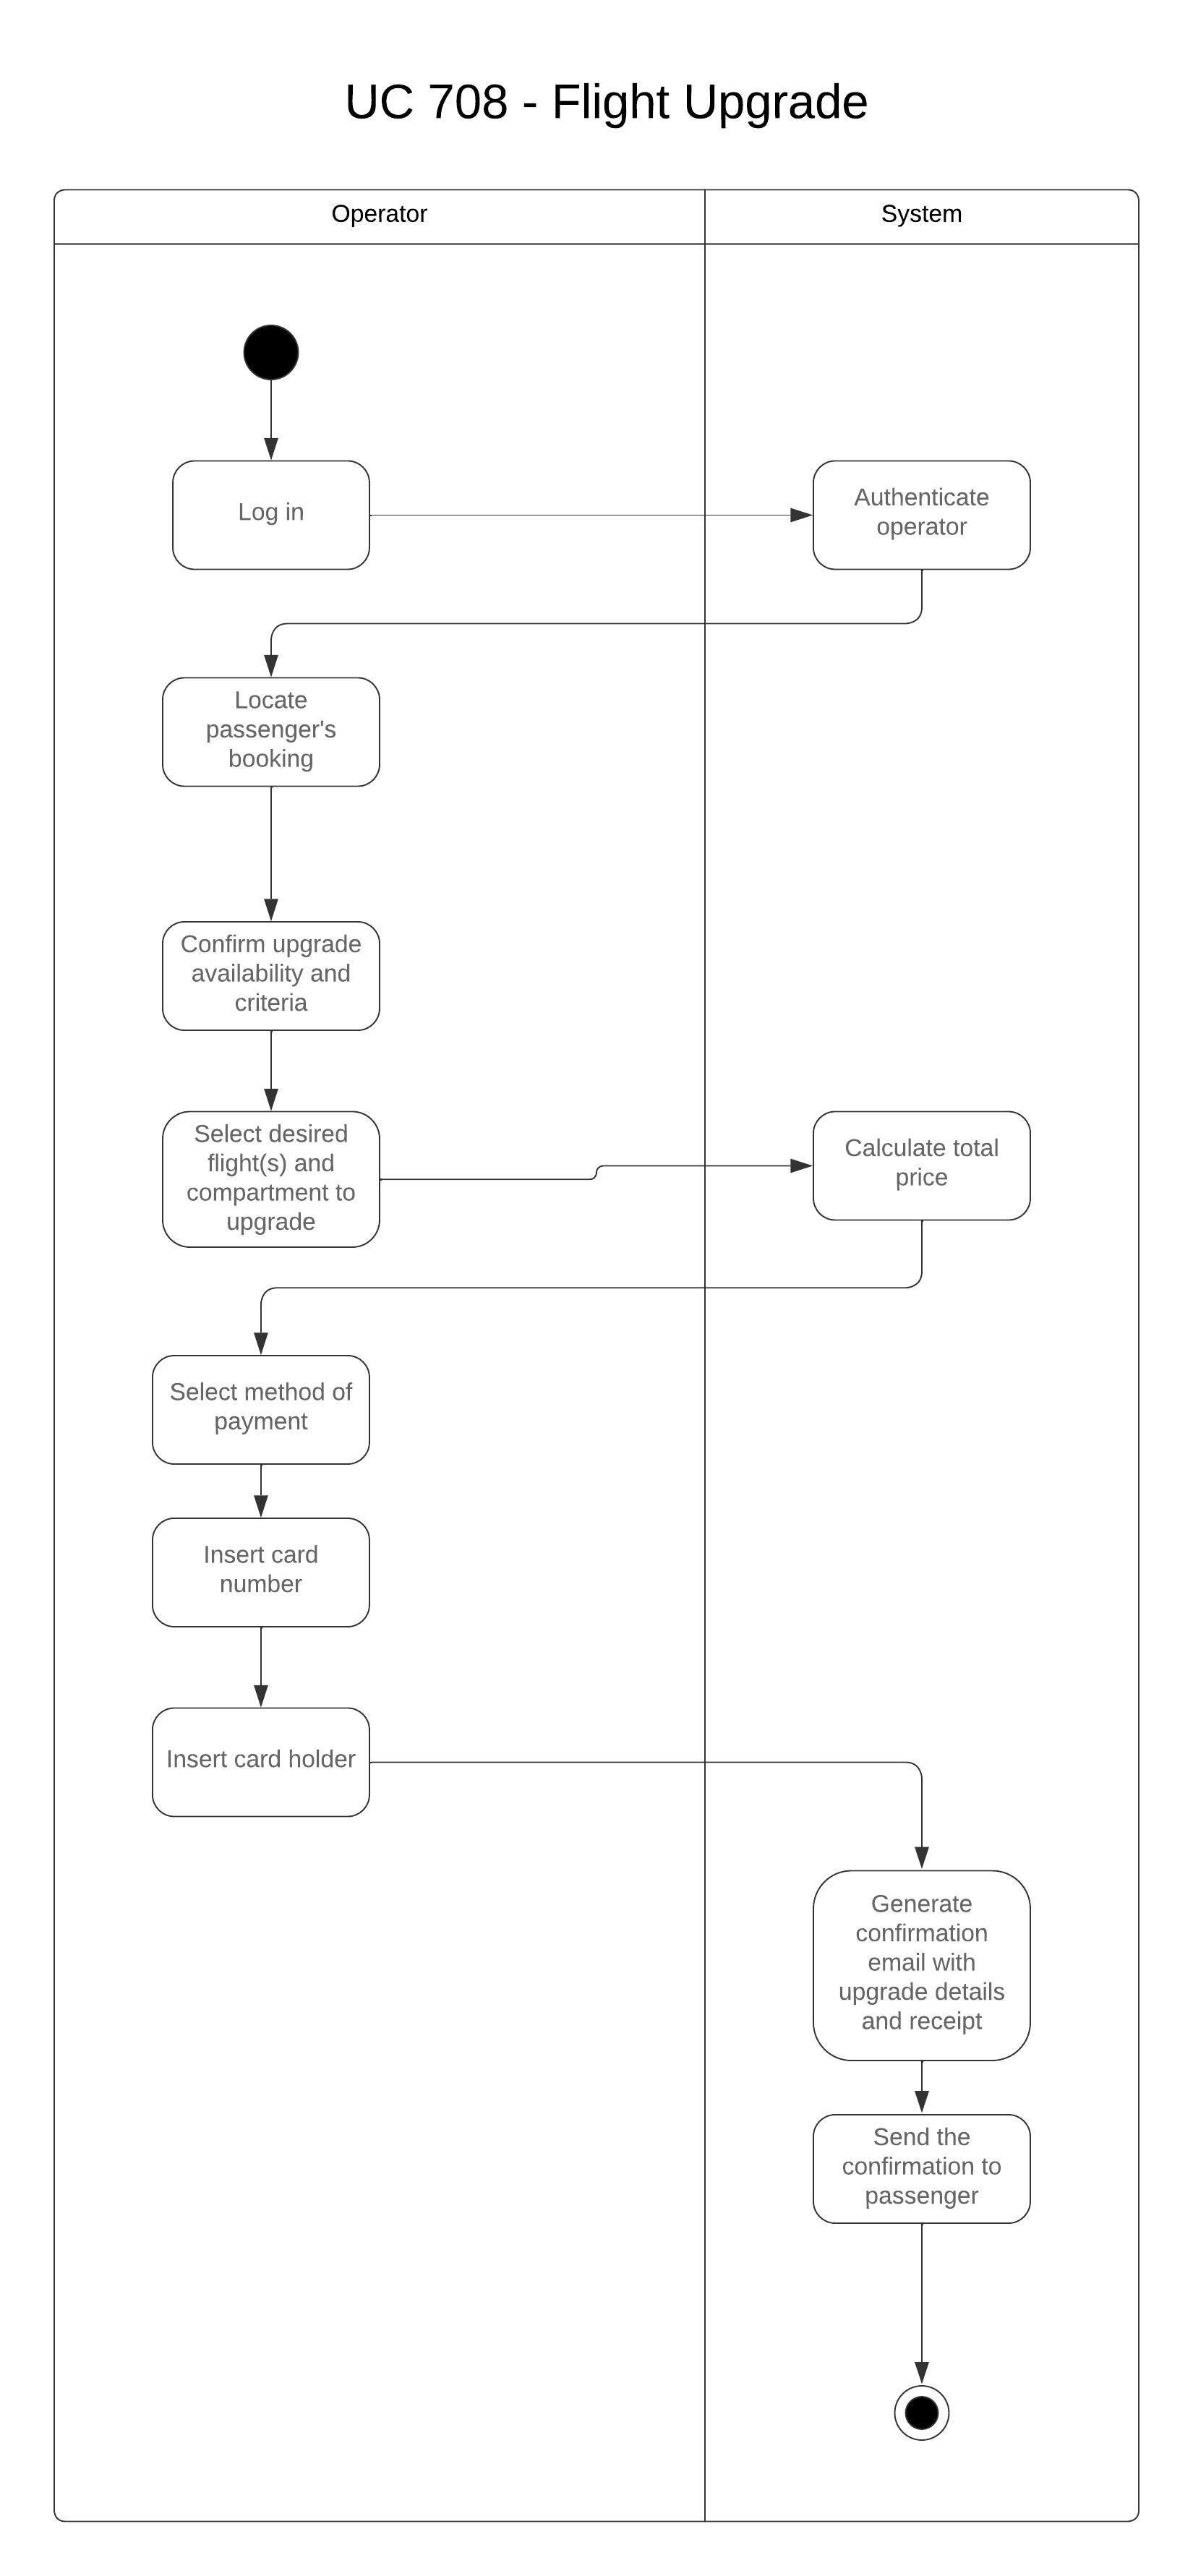 UC 708 - Flight Upgrade
Operator
System
Log in
Authenticate
operator
Locate
passenger's
booking
Confirm upgrade
availability and
criteria
Select desired
flight(s) and
compartment to
upgrade
Calculate total
price
Select method of
payment
Insert card
number
Insert card holder
Generate
confirmation
email with
upgrade details
and receipt
Send the
confirmation to
passenger